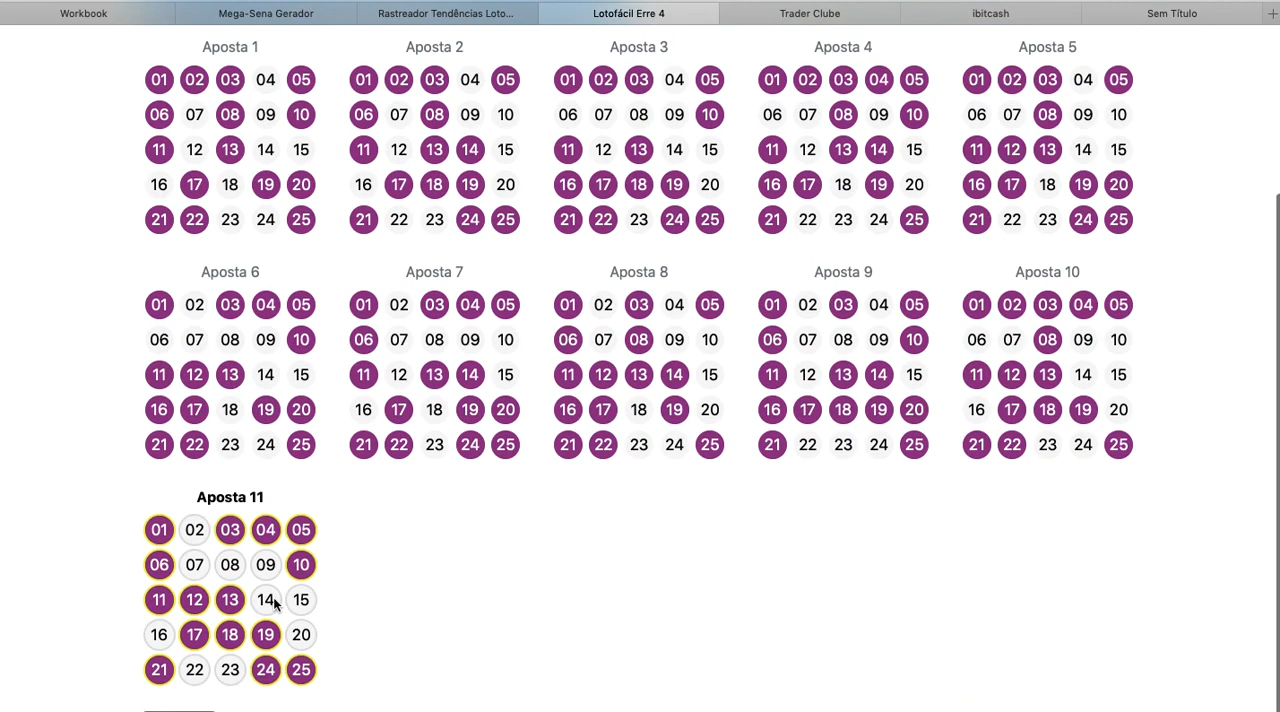 Workbook Mega-Sena Gerador Rastreador Tendências Loto... Lotofácil Erre 4 Trader Clube ibitcash Sem Título +
Aposta 1 Aposta 2 Aposta 3 Aposta 4 Aposta 5
01 02 03 04 05 01 02 03 04 05 01 02 03 04 05 01 02 03 04 05 01 02 03 04 05
06 07 08 09 10 06 07 08 09 10 06 07 08 09 10 06 07 08 09 10 06 07 08 09 10
11 12 13 14 15 11 12 13 14 15 11 12 13 14 15 11 12 13 14 15 11 12 13 14 15
16 17 18 19 20 16 17 18 19 20 16 17 18 19 20 16 17 18 19 20 16 17 18 19 20
21 22 23 24 25 21 22 23 24 25 21 22 23 24 25 21 22 23 24 25 21 22 23 24 25
Aposta 6 Aposta 7 Aposta 8 Aposta 9 Aposta 10
01 02 03 04 05 01 02 03 04 05 01 02 03 04 05 01 02 03 04 05 01 02 03 04 05
06 07 08 09 10 06 07 08 09 10 06 07 08 09 10 06 07 08 09 10 06 07 08 09 10
11 12 13 14 15 11 12 13 14 15 11 12 13 14 15 11 12 13 14 15 11 12 13 14 15
16 17 18 19 20 16 17 18 19 20 16 17 18 19 20 16 17 18 19 20 16 17 18 19 20
21 22 23 24 25 21 22 23 24 25 21 22 23 24 25 21 22 23 24 25 21 22 23 24 25
Aposta 11
01 02 03 04 05
06 07 08 09 10
11 12 13 14 15
16 17 18 19 20
21 22 23 24 25